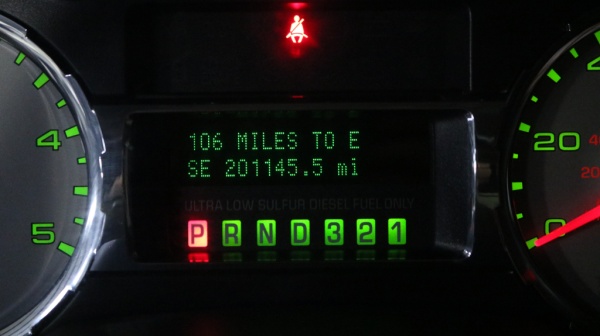 106 MILES TO E
SE 201145.5 mi
ULTRA LOW SULFUR DIESEL FUEL ONLY
P R N D 3 2 1
4
5
20
0
20